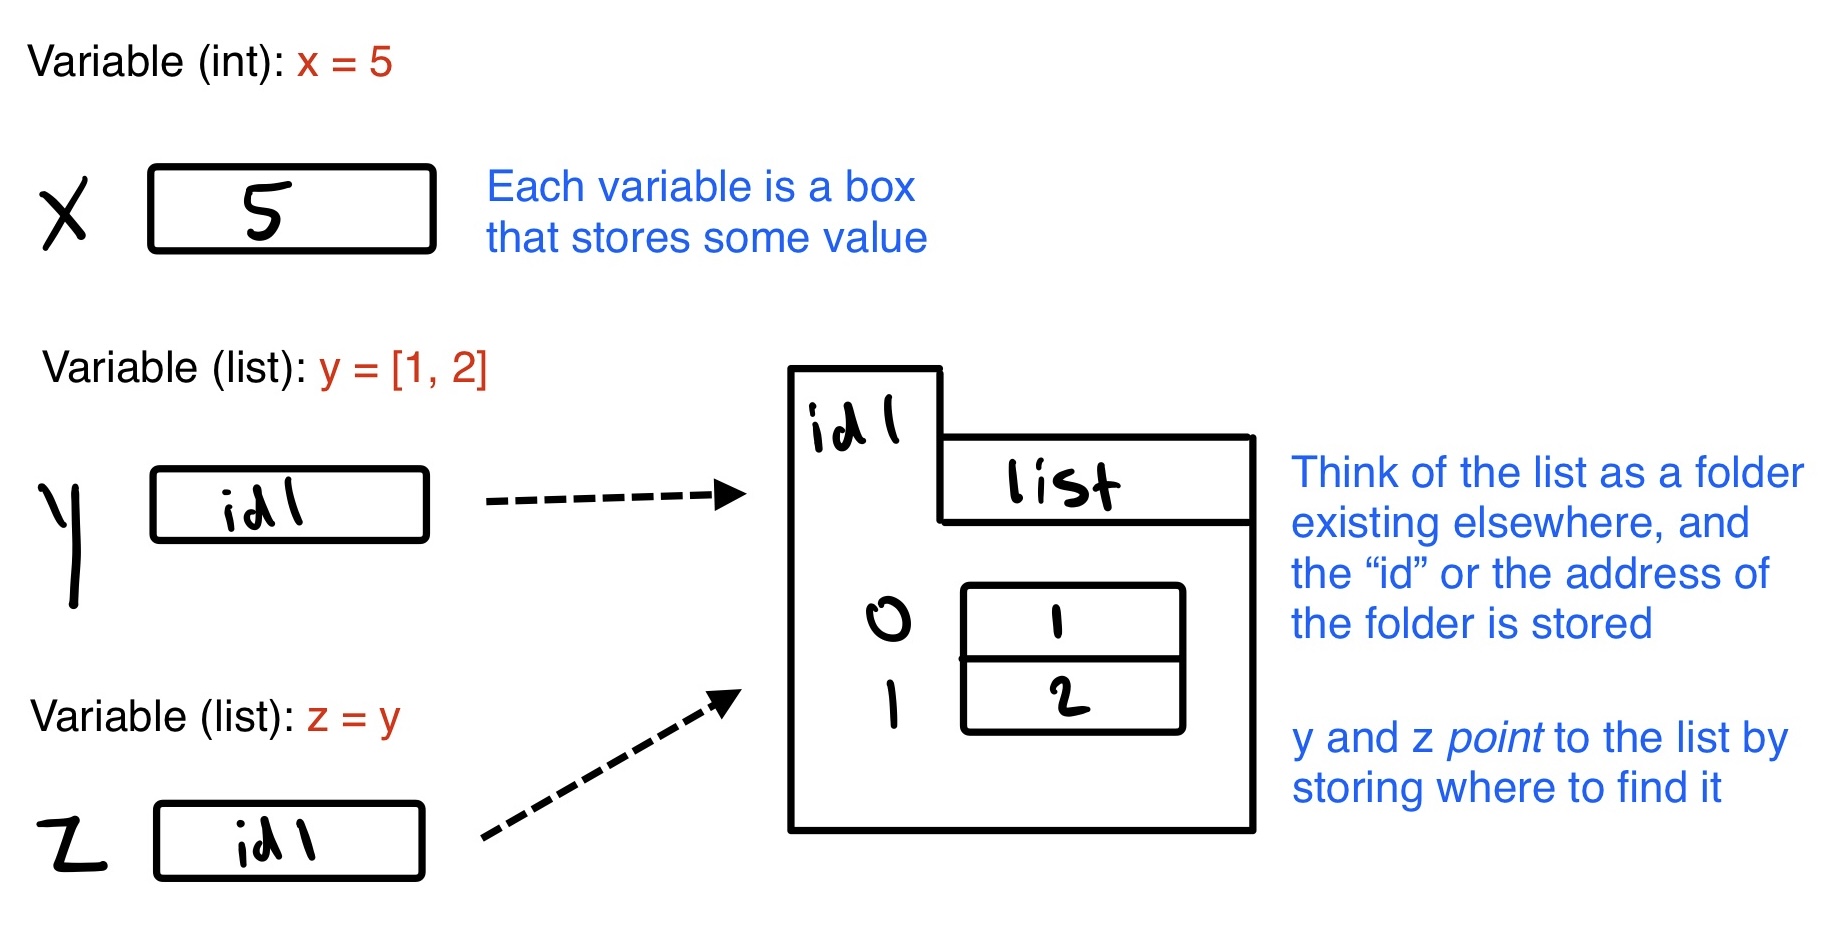 Variable (int): x = 5
x 5
Each variable is a box
that stores some value
Variable (list): y = [1, 2]
y id1
id1
list
0 1
1 2
Think of the list as a folder
existing elsewhere, and
the “id” or the address of
the folder is stored
Variable (list): z = y
z id1
y and z point to the list by
storing where to find it